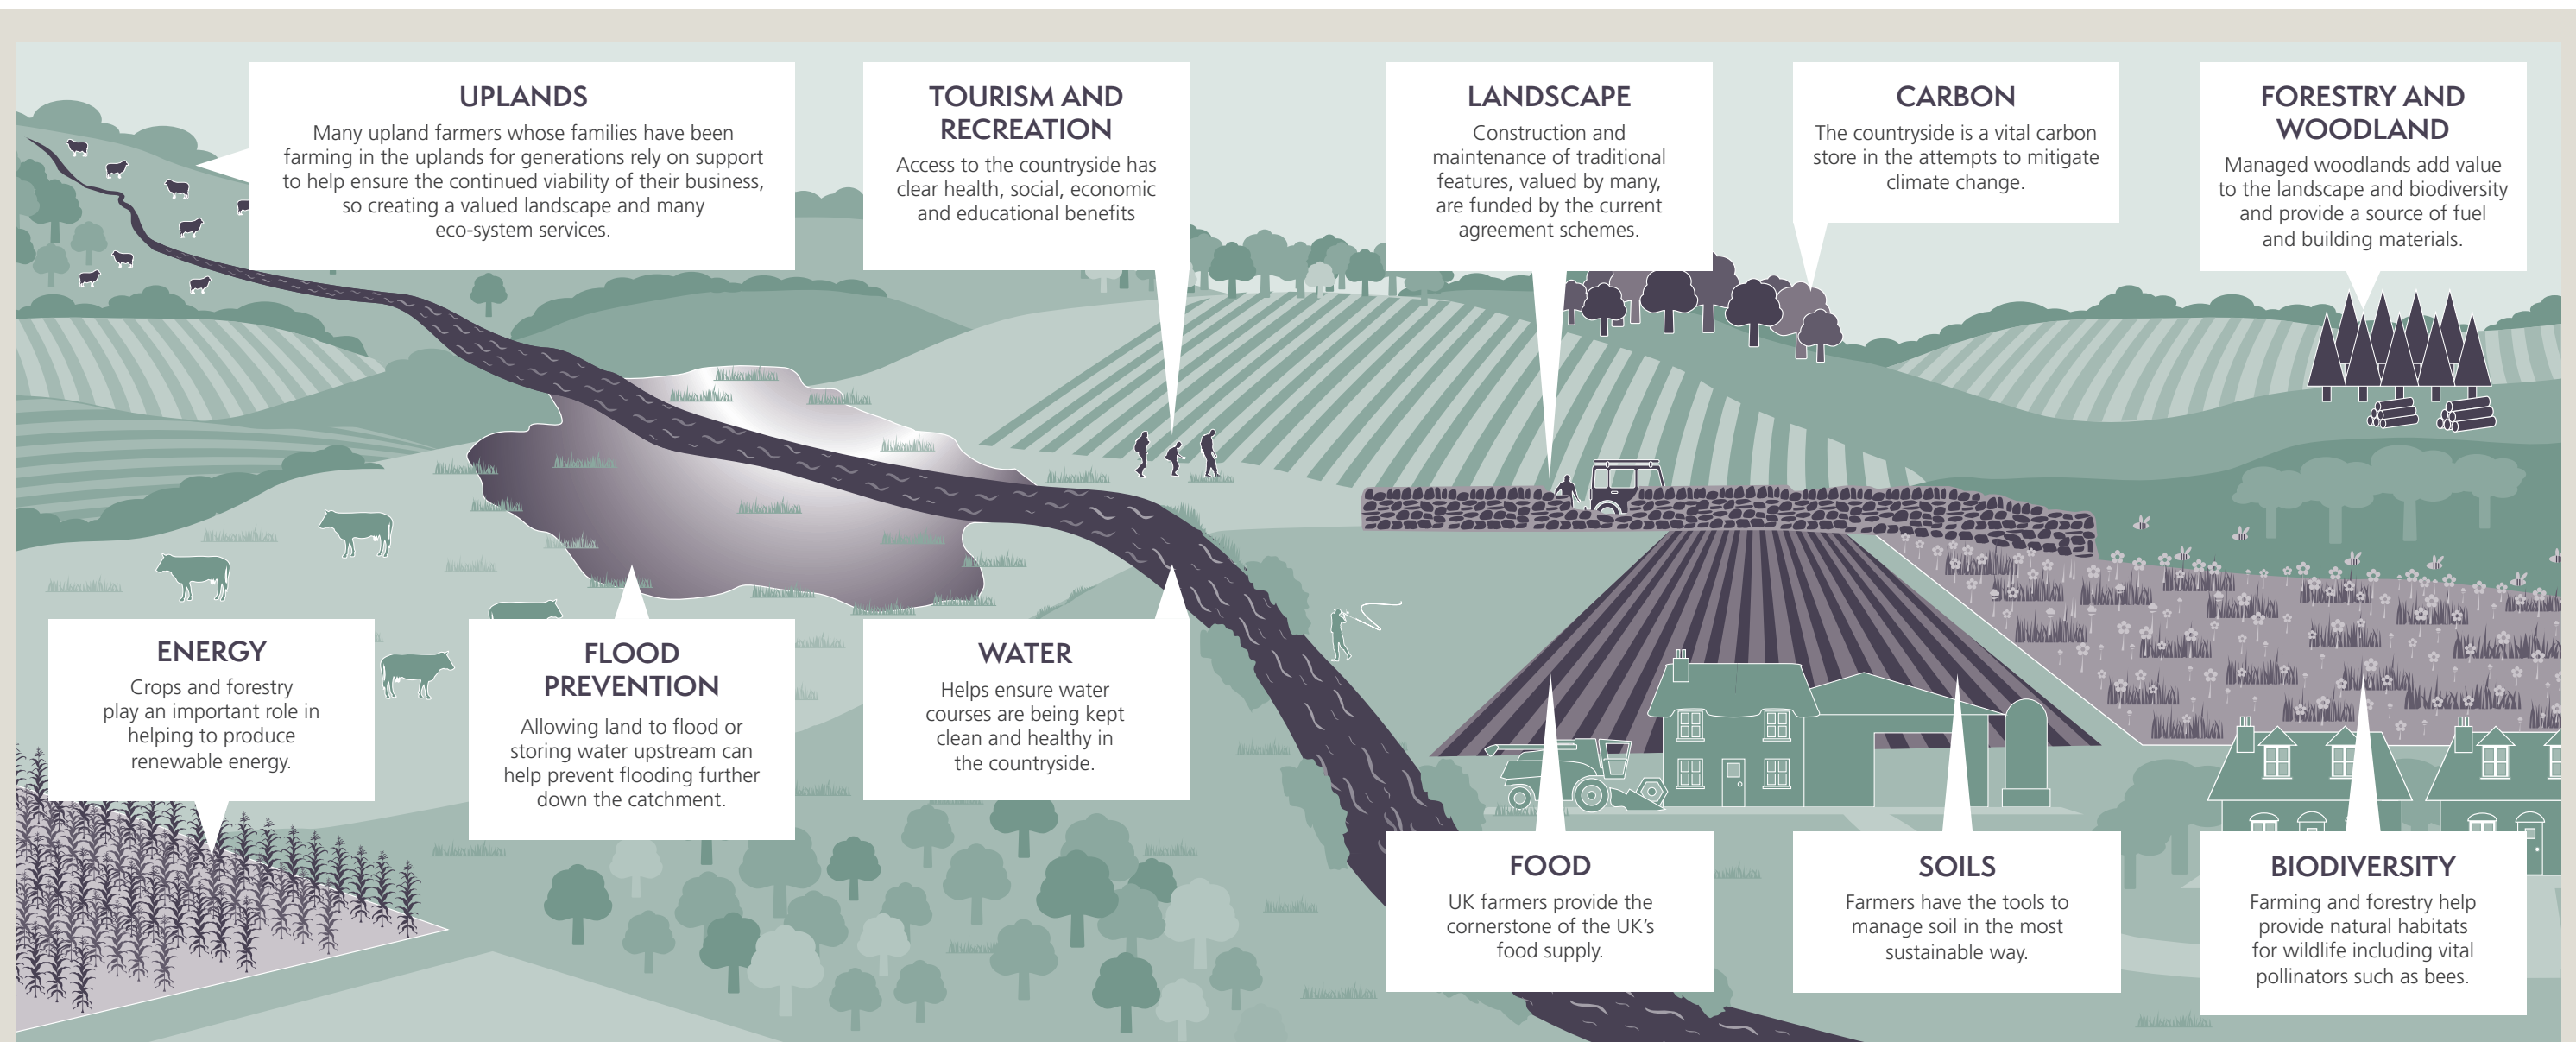 UPLANDS
Many upland farmers whose families have been
farming in the uplands for generations rely on support
to help ensure the continued viability of their business,
so creating a valued landscape and many
eco-system services.
TOURISM AND
RECREATION
Access to the countryside has
clear health, social, economic
and educational benefits
LANDSCAPE
Construction and
maintenance of traditional
features, valued by many,
are funded by the current
agreement schemes.
CARBON
The countryside is a vital carbon
store in the attempts to mitigate
climate change.
FORESTRY AND
WOODLAND
Managed woodlands add value
to the landscape and biodiversity
and provide a source of fuel
and building materials.
ENERGY
Crops and forestry
play an important role in
helping to produce
renewable energy.
FLOOD
PREVENTION
Allowing land to flood or
storing water upstream can
help prevent flooding further
down the catchment.
WATER
Helps ensure water
courses are being kept
clean and healthy in
the countryside.
FOOD
UK farmers provide the
cornerstone of the UK’s
food supply.
SOILS
Farmers have the tools to
manage soil in the most
sustainable way.
BIODIVERSITY
Farming and forestry help
provide natural habitats
for wildlife including vital
pollinators such as bees.